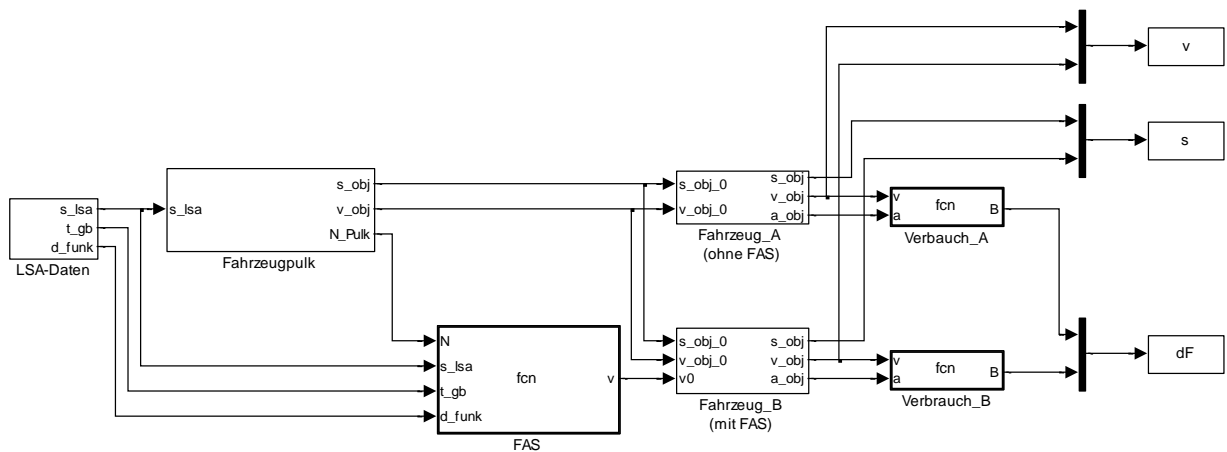 v
s
s_lsa
t_gb
d_funk
LSA-Daten
s_lsa
s_obj
v_obj
N_Pulk
Fahrzeugpulk
N
s_lsa
t_gb
d_funk
fcn
v
FAS
s_obj_0
v_obj_0
s_obj
v_obj
a_obj
Fahrzeug_A
(ohne FAS)
v
a
fcn
B
Verbauch_A
s_obj_0
v_obj_0
v0
s_obj
v_obj
a_obj
Fahrzeug_B
(mit FAS)
v
a
fcn
B
Verbrauch_B
dF